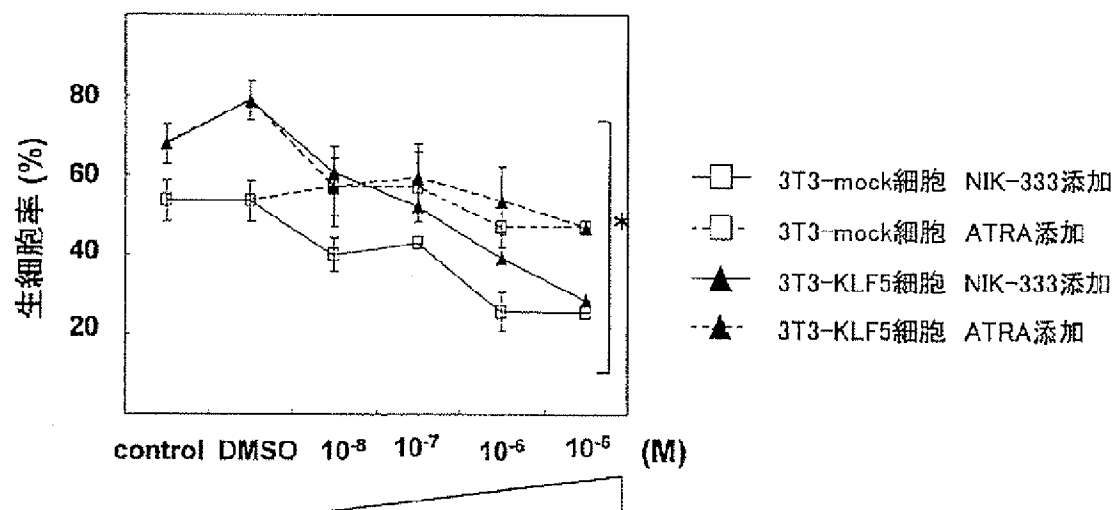 80
60
40
20
生細胞率 (%)
control DMSO 10⁻⁸ 10⁻⁷ 10⁻⁶ 10⁻⁵ (M)
*
3T3-mock細胞 NIK-333添加
3T3-mock細胞 ATRA添加
3T3-KLF5細胞 NIK-333添加
3T3-KLF5細胞 ATRA添加